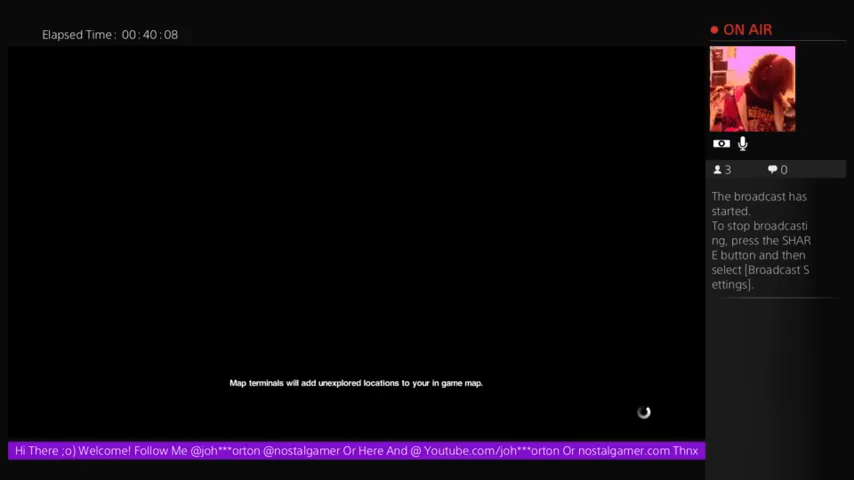 Elapsed Time: 00:40:08
ON AIR
3
0
The broadcast has
started.
To stop broadcasti
ng, press the SHAR
E button and then
select [Broadcast S
ettings].
Map terminals will add unexplored locations to your in game map.
Hi There ;o) Welcome! Follow Me @joh***orton @nostalgamer Or Here And @ Youtube.com/joh***orton Or nostalgamer.com Thnx